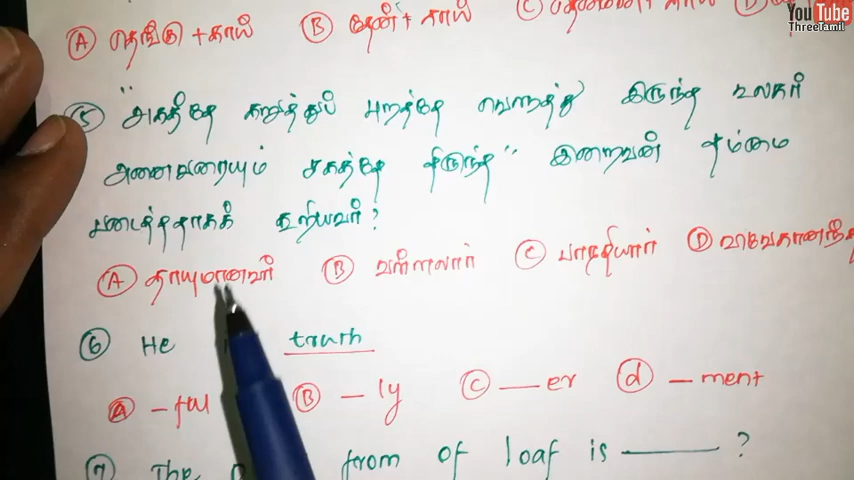 YouTube
ThreeTamil
Ⓐ தெங்கு + காய் Ⓑ தேன் + காய் Ⓒ + காய் Ⓓ
⑤ "அகத்தே கறுத்துப் புறத்தே வெளுத்து இருந்த உலகர்
அனைவரையும் சகத்தே திருந்த" இறைவன் தம்மை
படைத்ததாகக் கூறியவர்?
Ⓐ தாயுமானவர் Ⓑ வள்ளலார் Ⓒ பாரதியார் Ⓓ விவேகானந்த
⑥ He truth
Ⓐ – ful Ⓑ – ly Ⓒ — er ⓓ – ment
⑦ The from of loaf is ——— ?